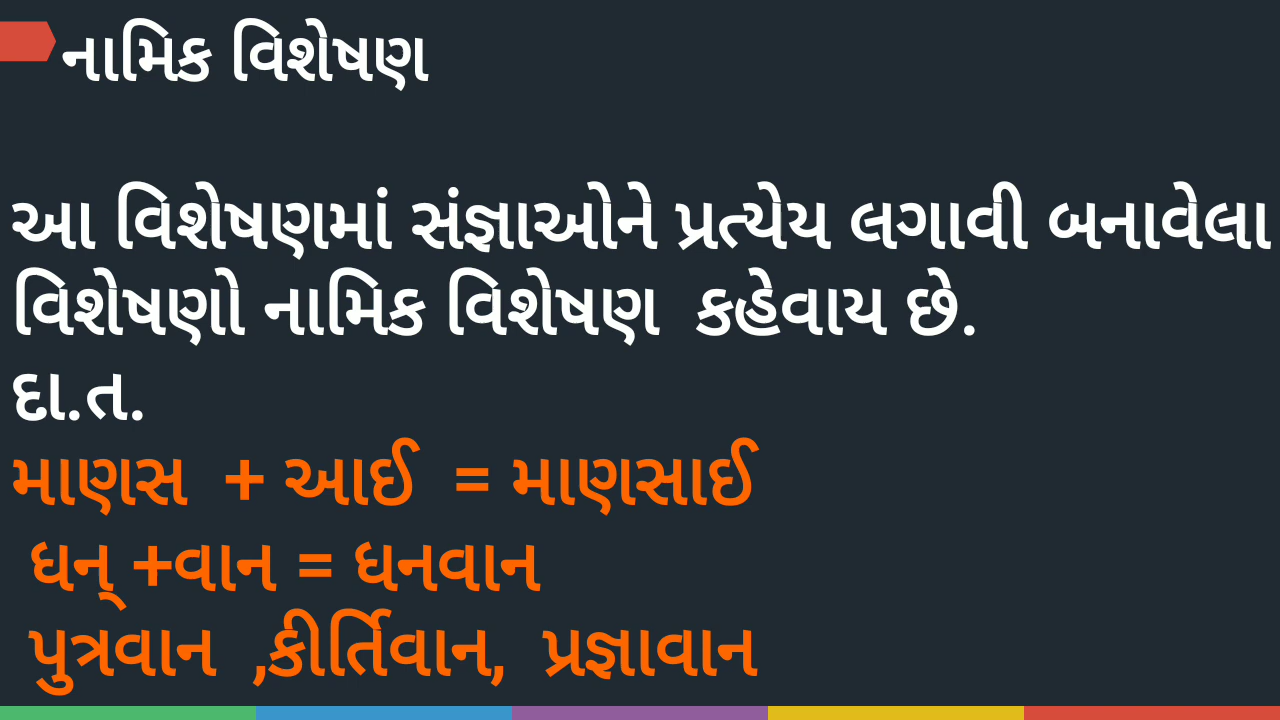 નામિક વિશેષણ
આ વિશેષણમાં સંજ્ઞાઓને પ્રત્યેય લગાવી બનાવેલા
વિશેષણો નામિક વિશેષણ કહેવાય છે.
દા.ત.
માણસ + આઈ = માણસાઈ
ધન્ +વાન = ધનવાન
પુત્રવાન ,કીર્તિવાન, પ્રજ્ઞાવાન